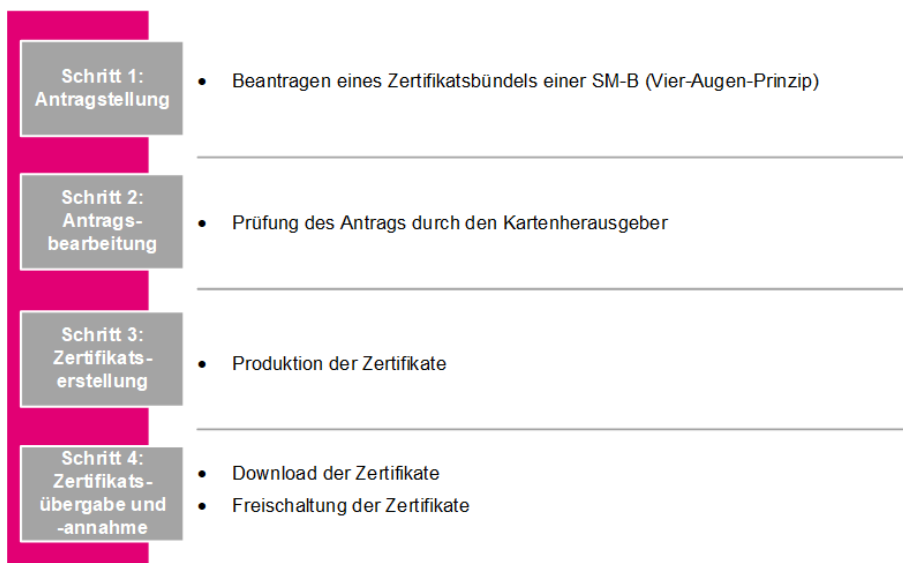 Schritt 1:
Antragstellung
• Beantragen eines Zertifikatsbündels einer SM-B (Vier-Augen-Prinzip)
Schritt 2:
Antrags-
bearbeitung
• Prüfung des Antrags durch den Kartenherausgeber
Schritt 3:
Zertifikats-
erstellung
• Produktion der Zertifikate
Schritt 4:
Zertifikats-
übergabe und
-annahme
• Download der Zertifikate
• Freischaltung der Zertifikate